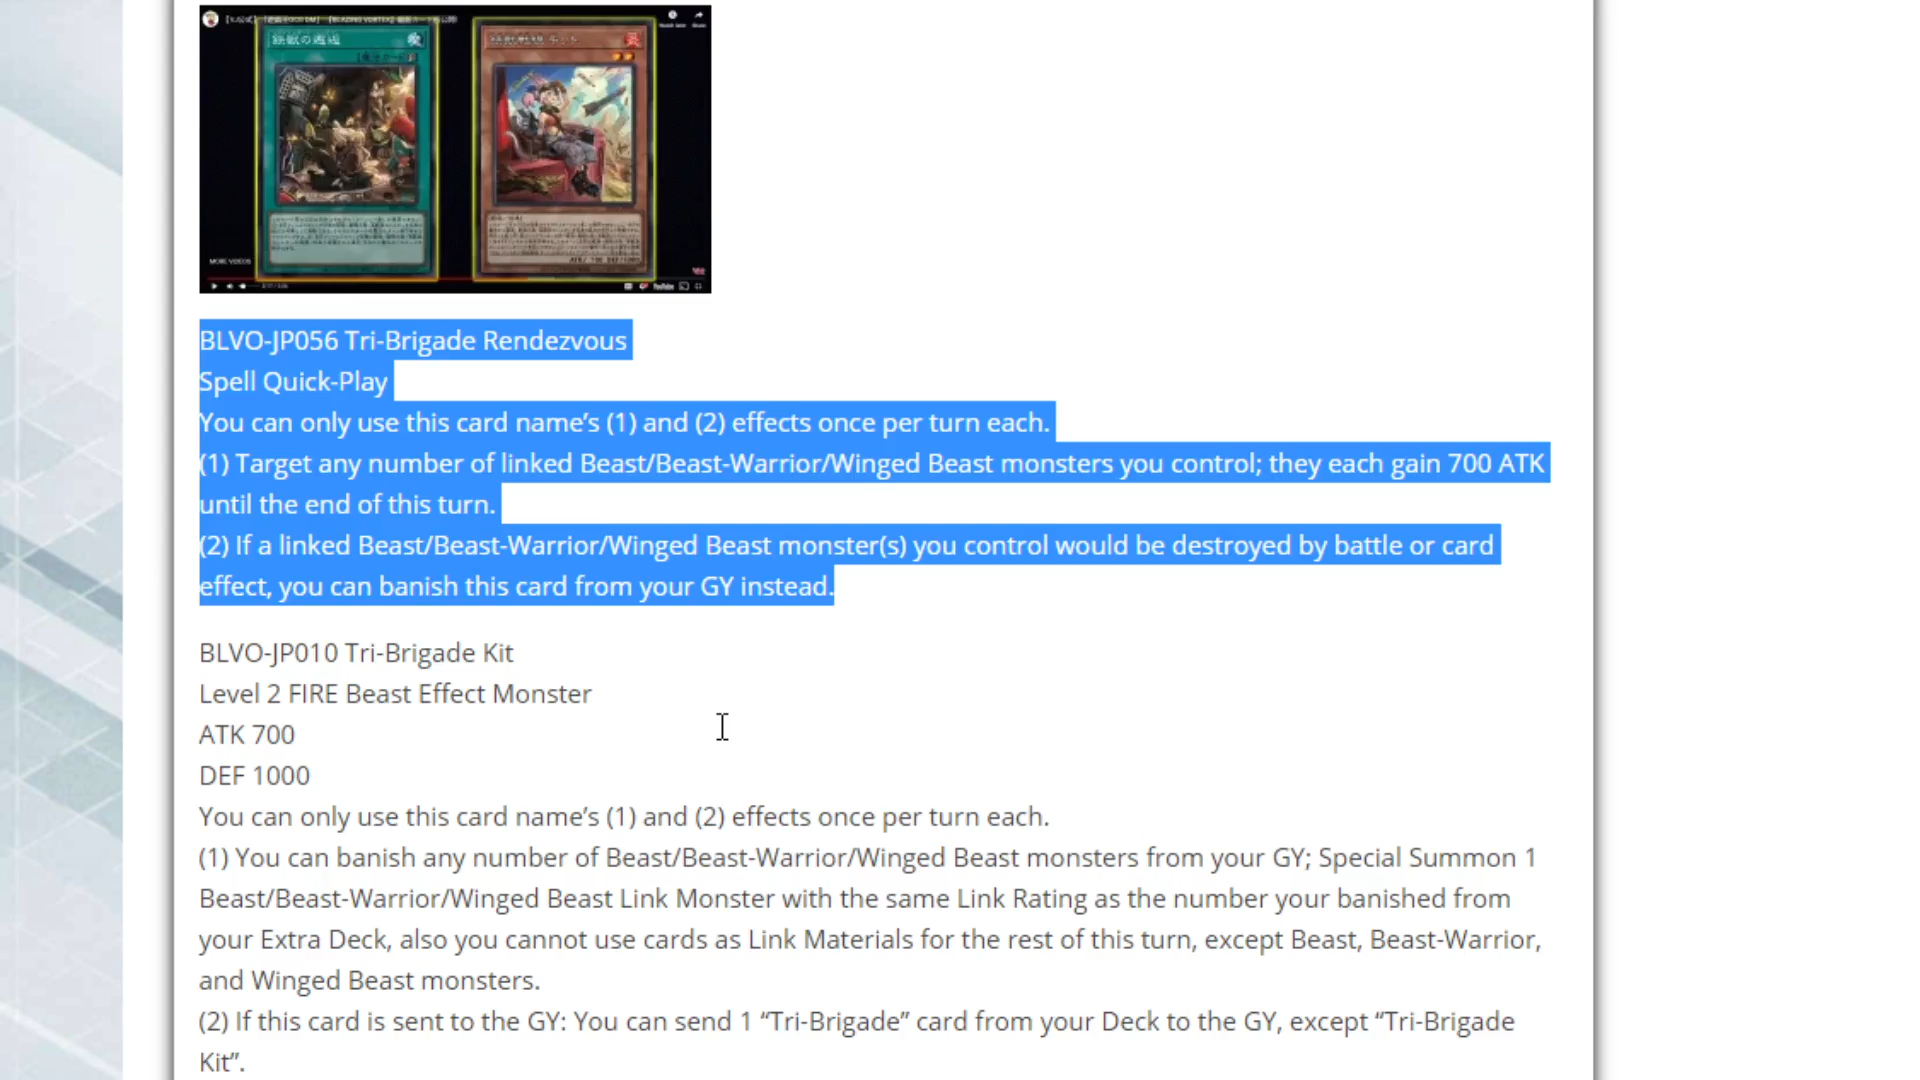 BLAZING VORTEX
鉄獣の邂逅
MORE VIDEOS
YouTube
BLVO-JP056 Tri-Brigade Rendezvous
Spell Quick-Play
You can only use this card name’s (1) and (2) effects once per turn each.
(1) Target any number of linked Beast/Beast-Warrior/Winged Beast monsters you control; they each gain 700 ATK
until the end of this turn.
(2) If a linked Beast/Beast-Warrior/Winged Beast monster(s) you control would be destroyed by battle or card
effect, you can banish this card from your GY instead.
BLVO-JP010 Tri-Brigade Kit
Level 2 FIRE Beast Effect Monster
ATK 700
DEF 1000
You can only use this card name’s (1) and (2) effects once per turn each.
(1) You can banish any number of Beast/Beast-Warrior/Winged Beast monsters from your GY; Special Summon 1
Beast/Beast-Warrior/Winged Beast Link Monster with the same Link Rating as the number your banished from
your Extra Deck, also you cannot use cards as Link Materials for the rest of this turn, except Beast, Beast-Warrior,
and Winged Beast monsters.
(2) If this card is sent to the GY: You can send 1 “Tri-Brigade” card from your Deck to the GY, except “Tri-Brigade
Kit”.